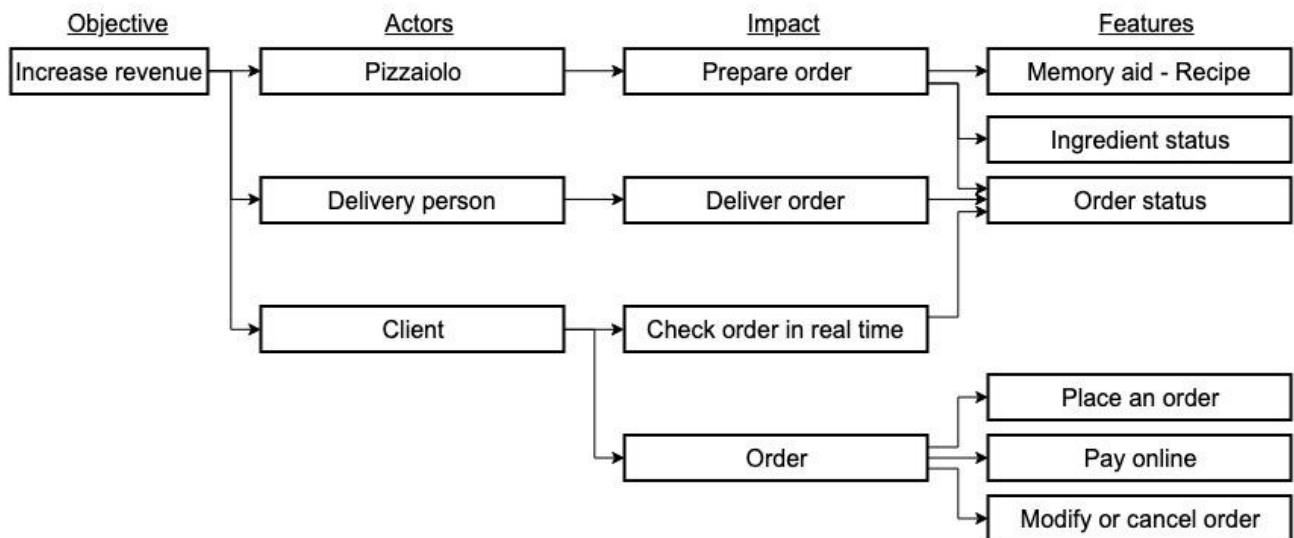 Objective
Actors
Impact
Features
Increase revenue
Pizzaiolo
Prepare order
Memory aid - Recipe
Ingredient status
Delivery person
Deliver order
Order status
Client
Check order in real time
Place an order
Order
Pay online
Modify or cancel order